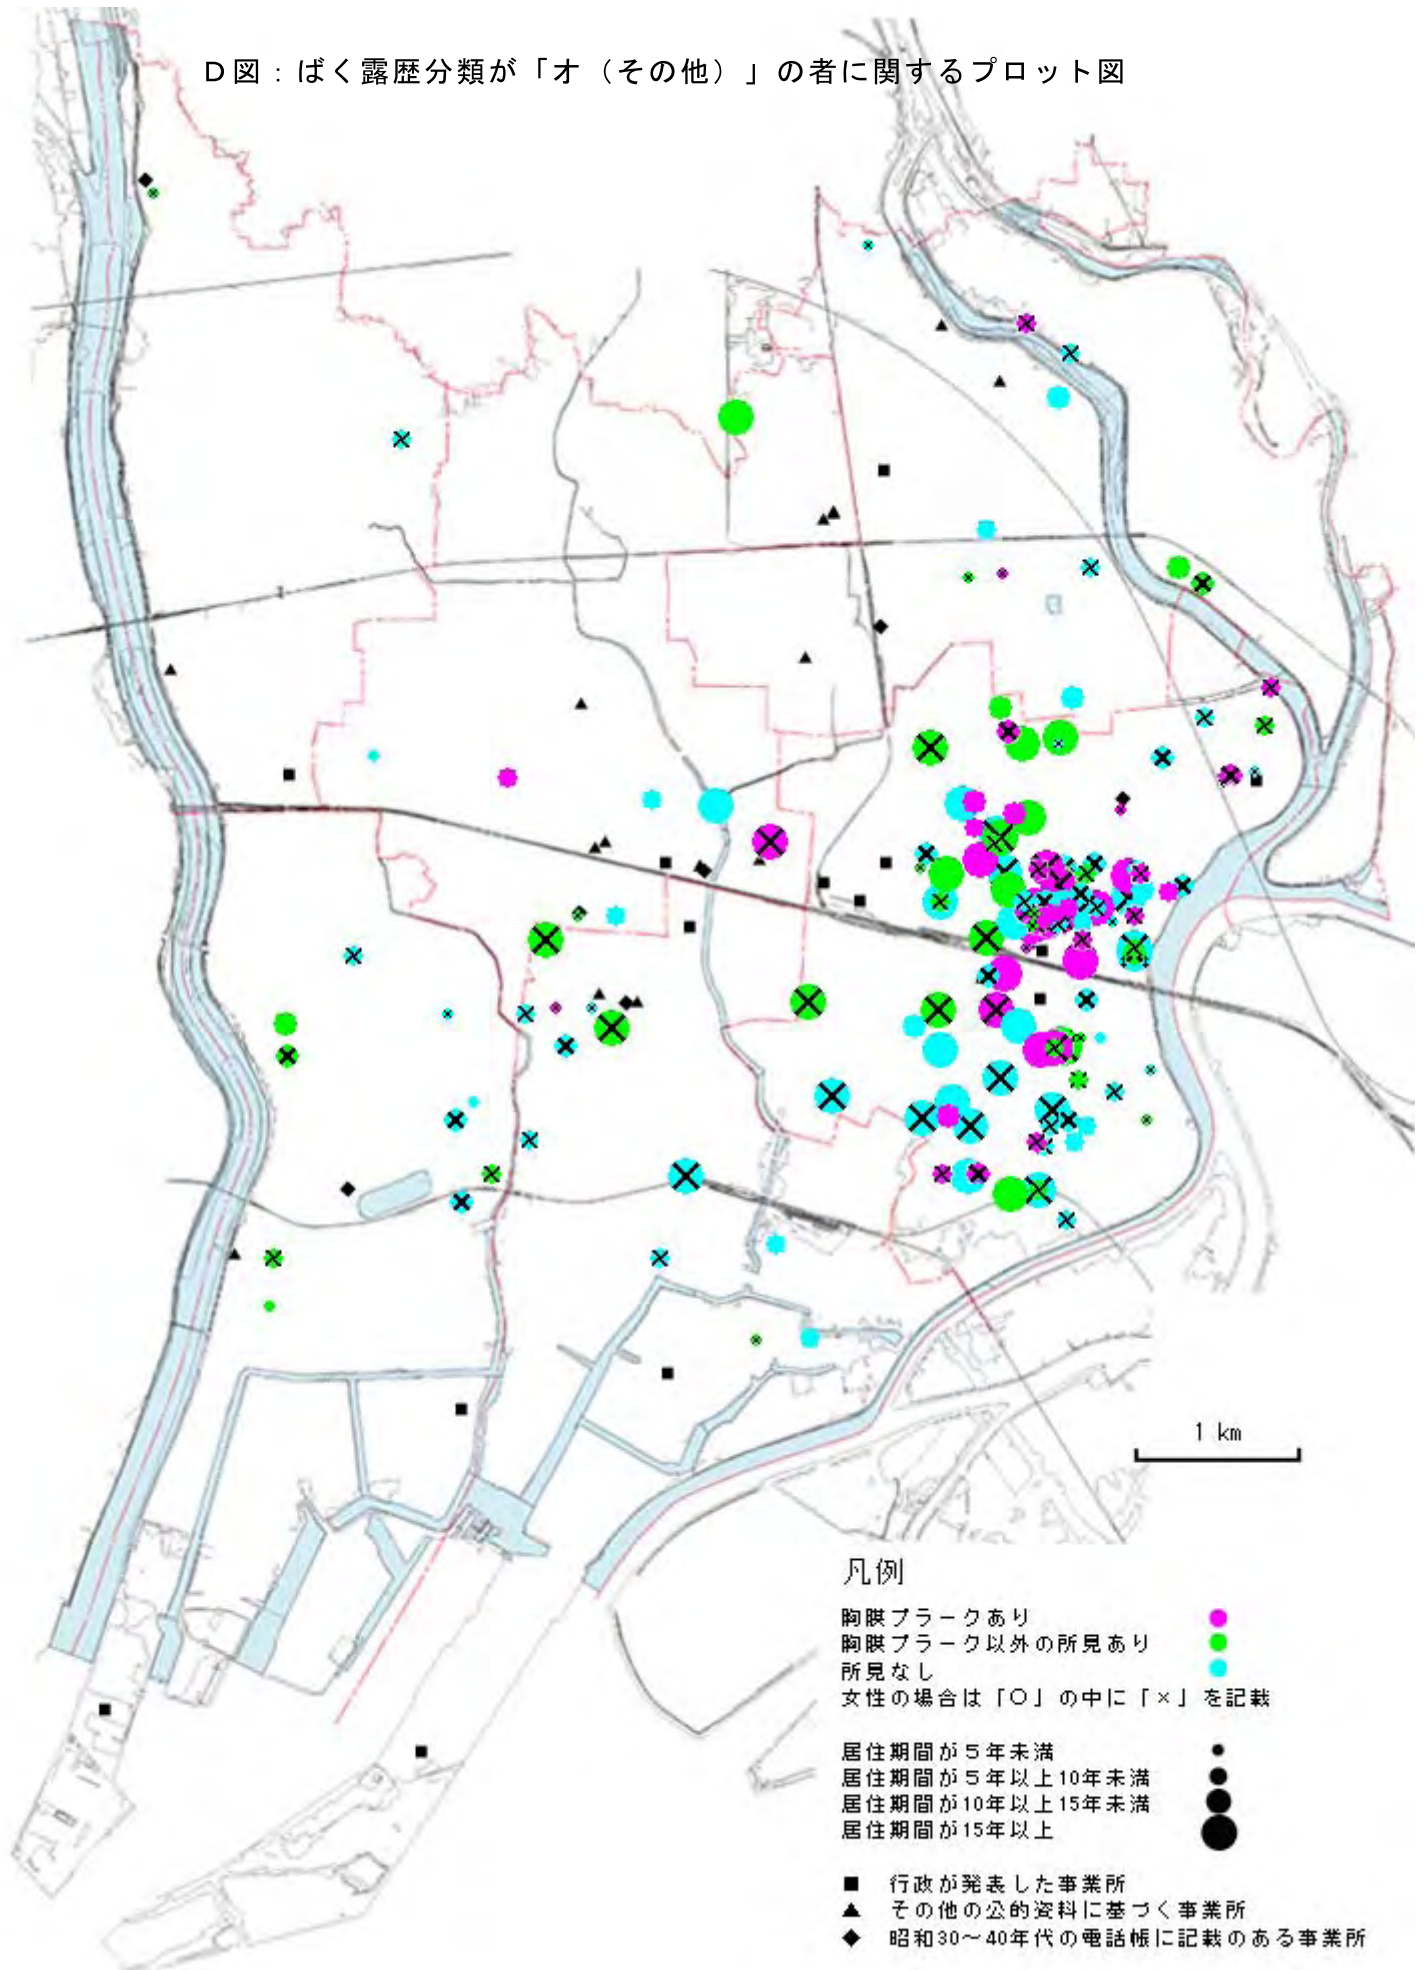 D図：ばく露歴分類が「オ（その他）」の者に関するプロット図
1 km
凡例
胸膜プラークあり
胸膜プラーク以外の所見あり
所見なし
女性の場合は「○」の中に「×」を記載
居住期間が５年未満
居住期間が５年以上10年未満
居住期間が10年以上15年未満
居住期間が15年以上
行政が発表した事業所
その他の公的資料に基づく事業所
昭和30～40年代の電話帳に記載のある事業所